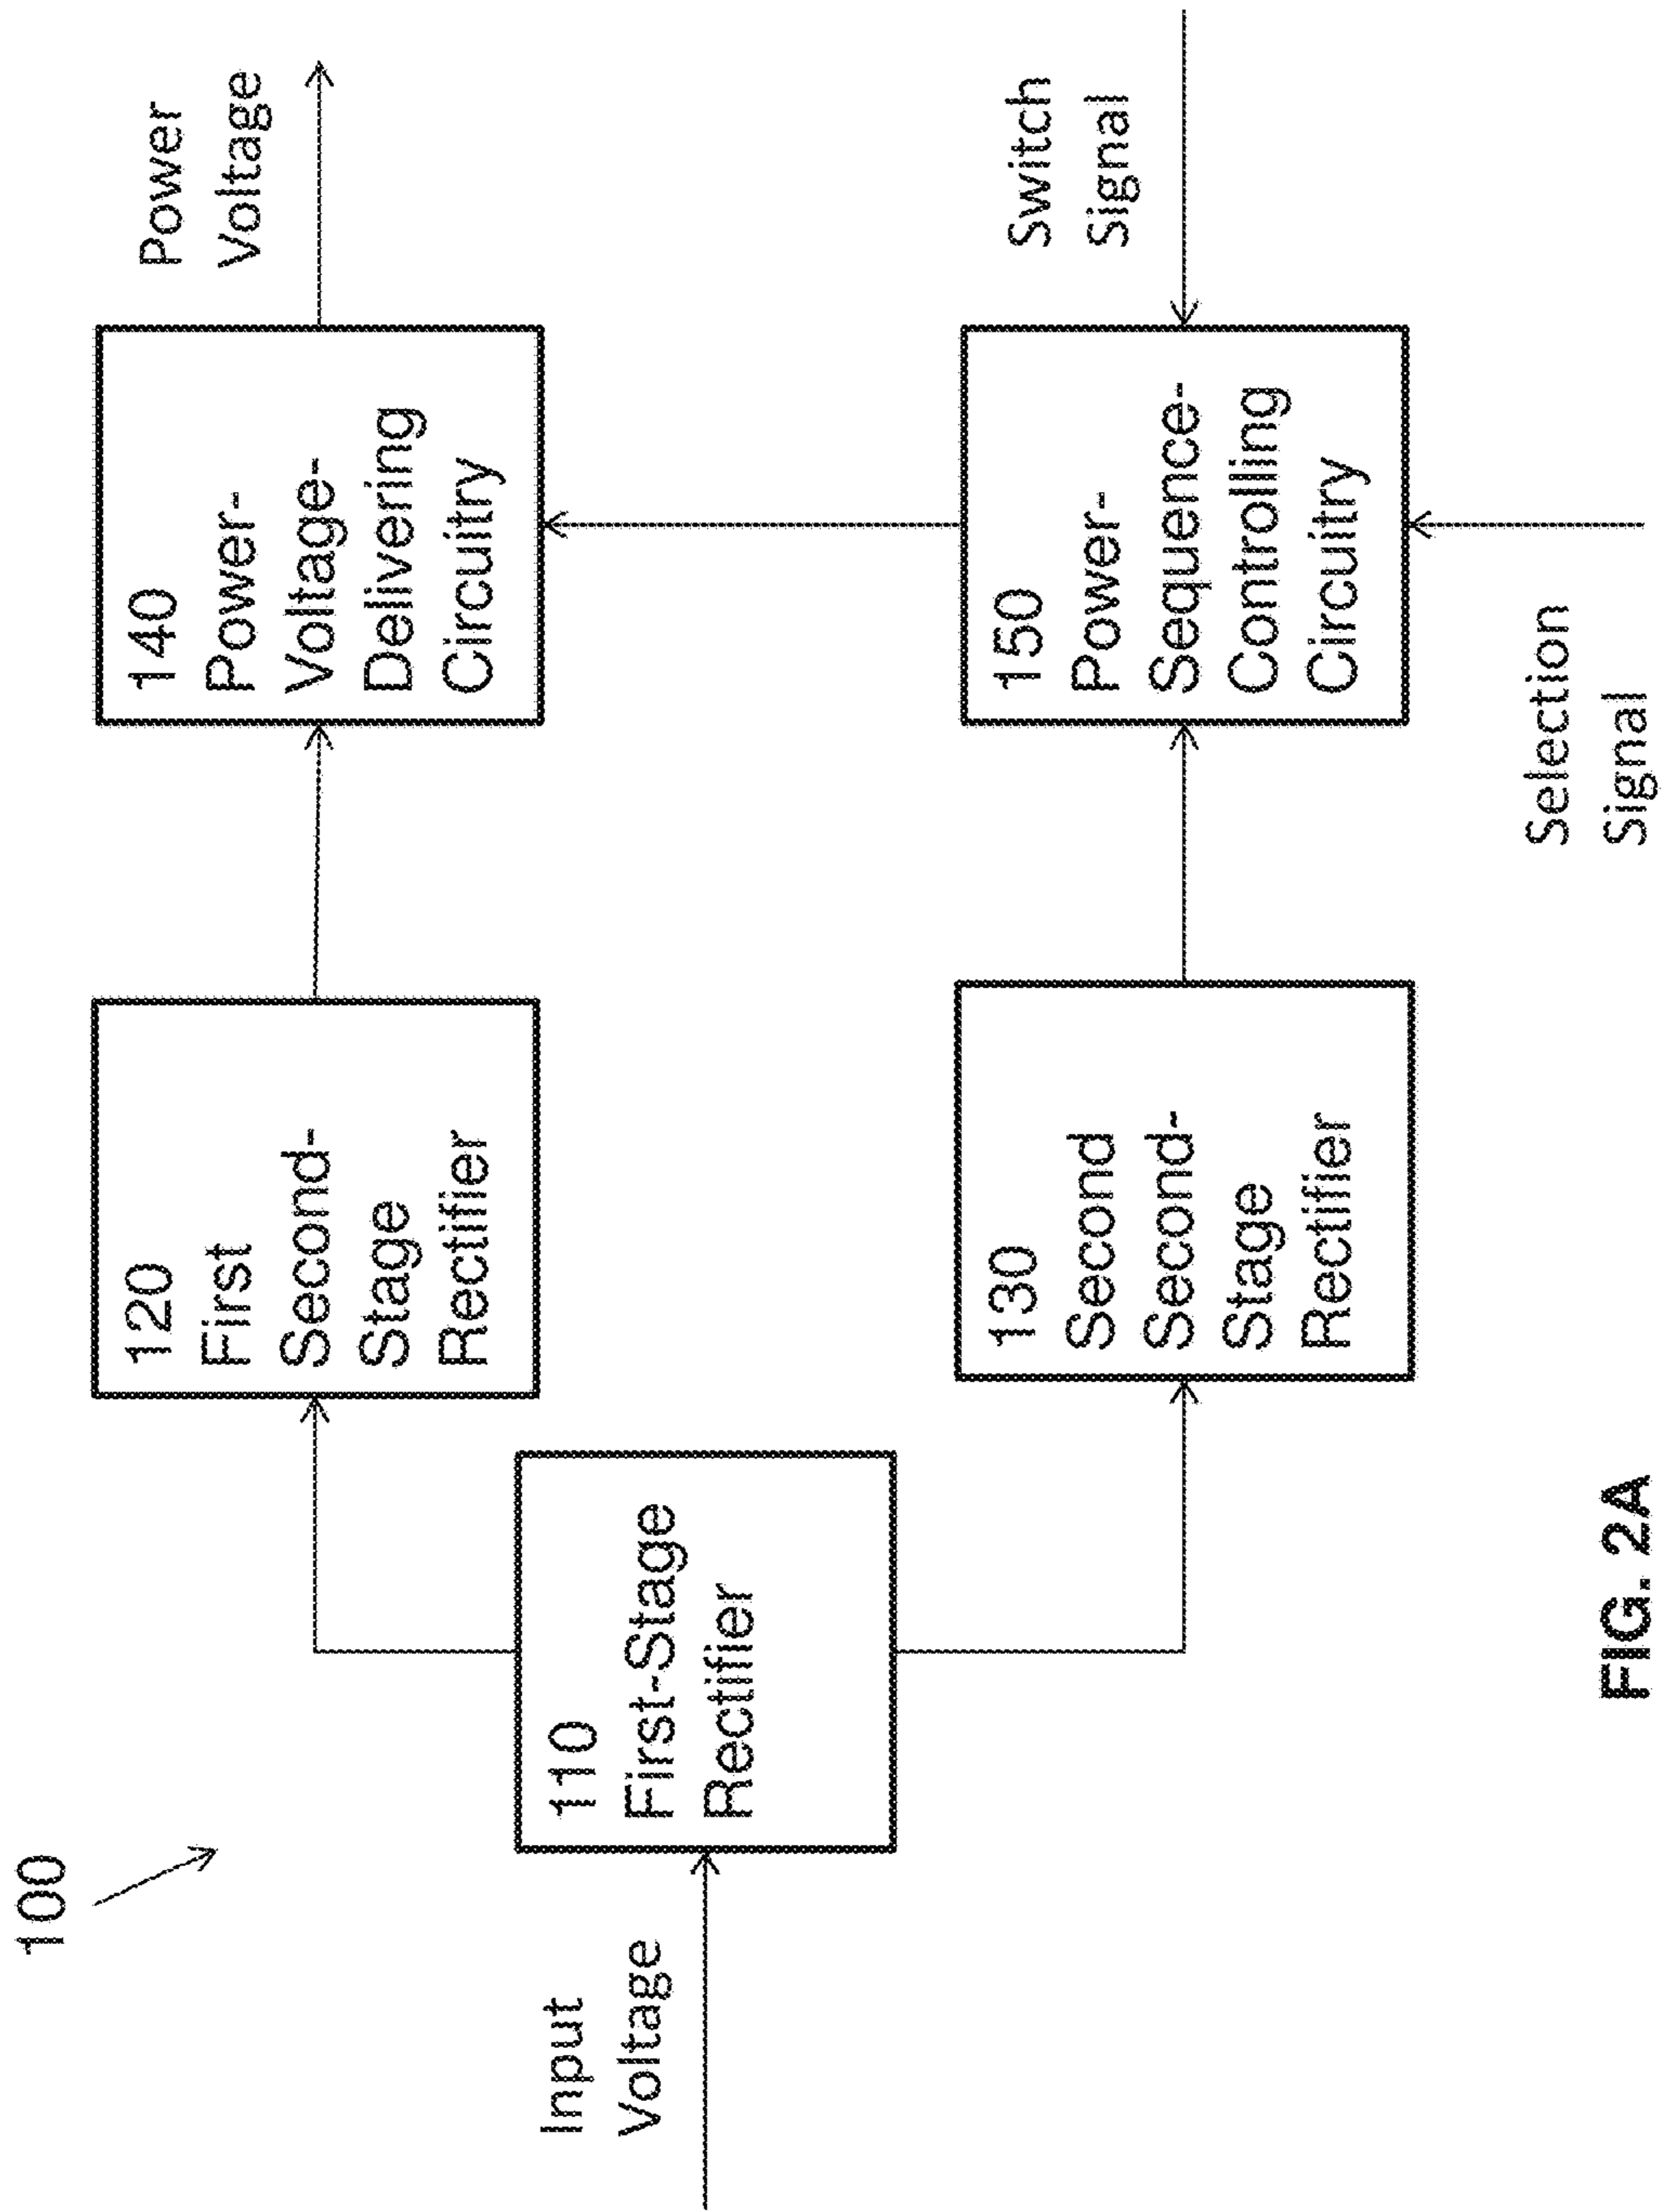 100
Input
Voltage
110
First-Stage
Rectifier
120
First
Second-
Stage
Rectifier
130
Second
Second-
Stage
Rectifier
140
Power-
Voltage-
Delivering
Circuitry
150
Power-
Sequence-
Controlling
Circuitry
Power
Voltage
Switch
Signal
Selection
Signal
FIG. 2A